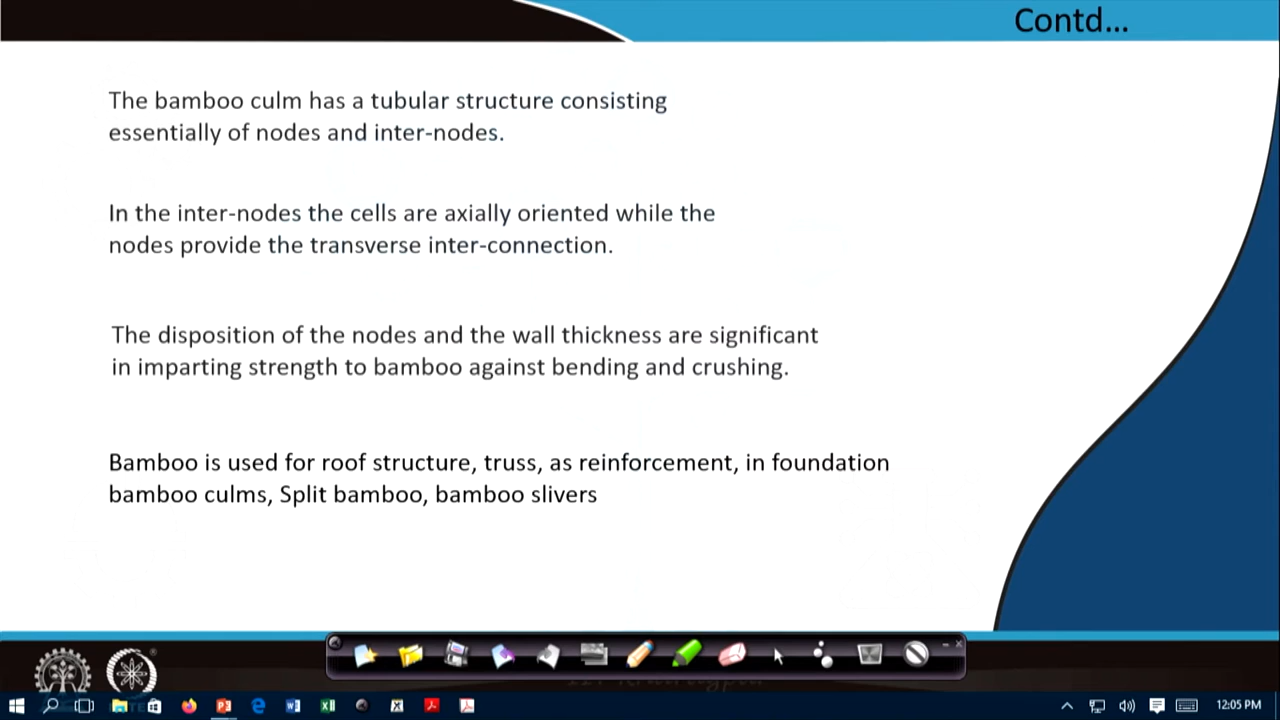 Contd...
The bamboo culm has a tubular structure consisting
essentially of nodes and inter-nodes.
In the inter-nodes the cells are axially oriented while the
nodes provide the transverse inter-connection.
The disposition of the nodes and the wall thickness are significant
in imparting strength to bamboo against bending and crushing.
Bamboo is used for roof structure, truss, as reinforcement, in foundation
bamboo culms, Split bamboo, bamboo slivers
12:05 PM